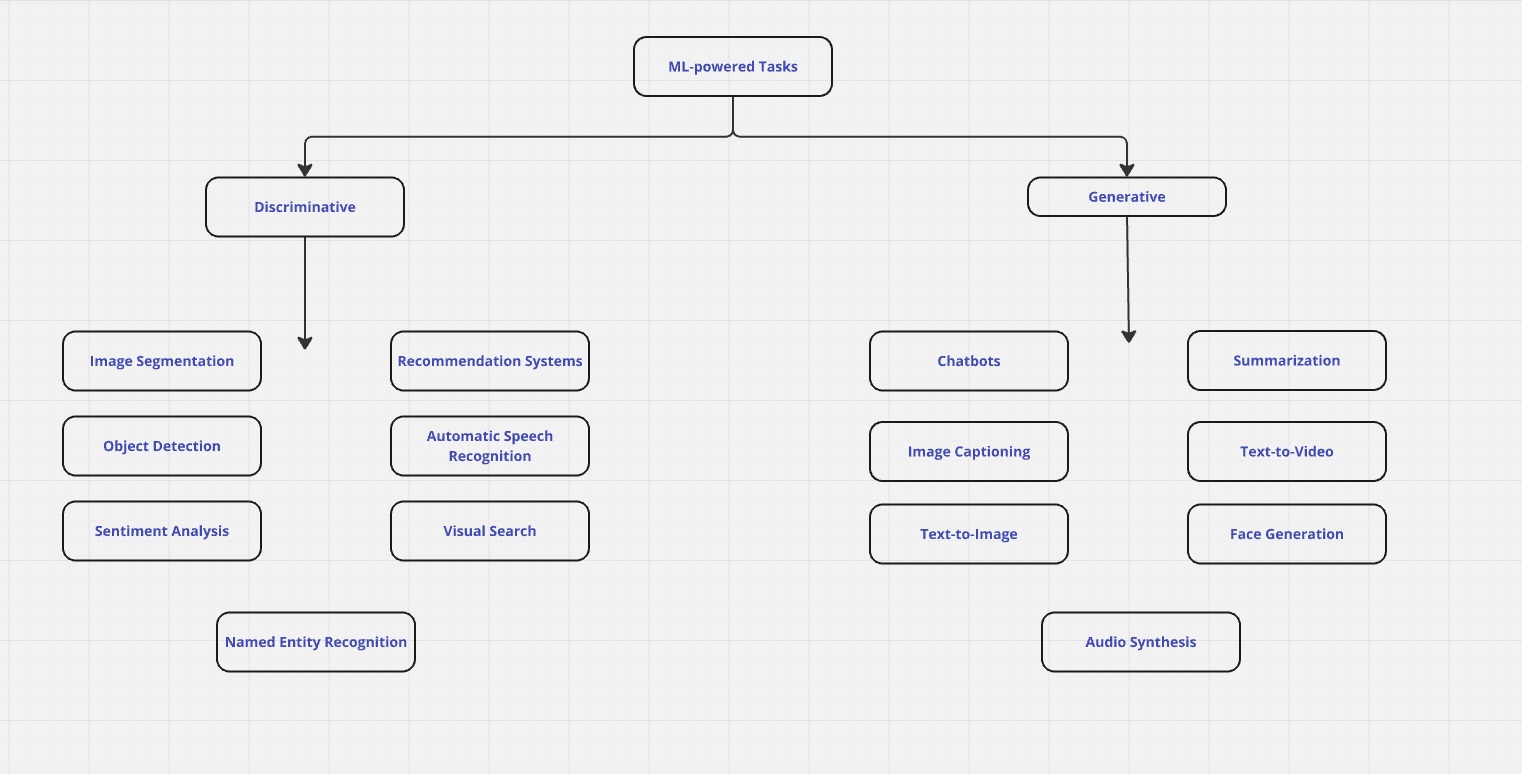 ML-powered Tasks
Discriminative
Generative
Image Segmentation
Recommendation Systems
Object Detection
Automatic Speech
Recognition
Sentiment Analysis
Visual Search
Named Entity Recognition
Chatbots
Summarization
Image Captioning
Text-to-Video
Text-to-Image
Face Generation
Audio Synthesis